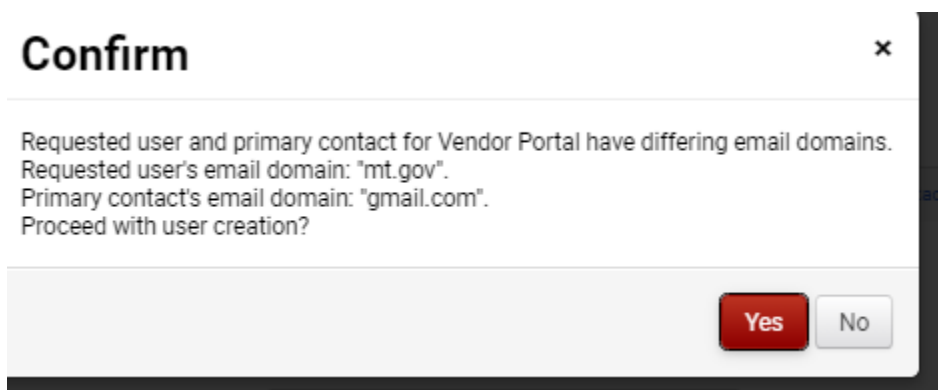 Confirm ×
Requested user and primary contact for Vendor Portal have differing email domains.
Requested user's email domain: "mt.gov".
Primary contact's email domain: "gmail.com".
Proceed with user creation?
Yes No